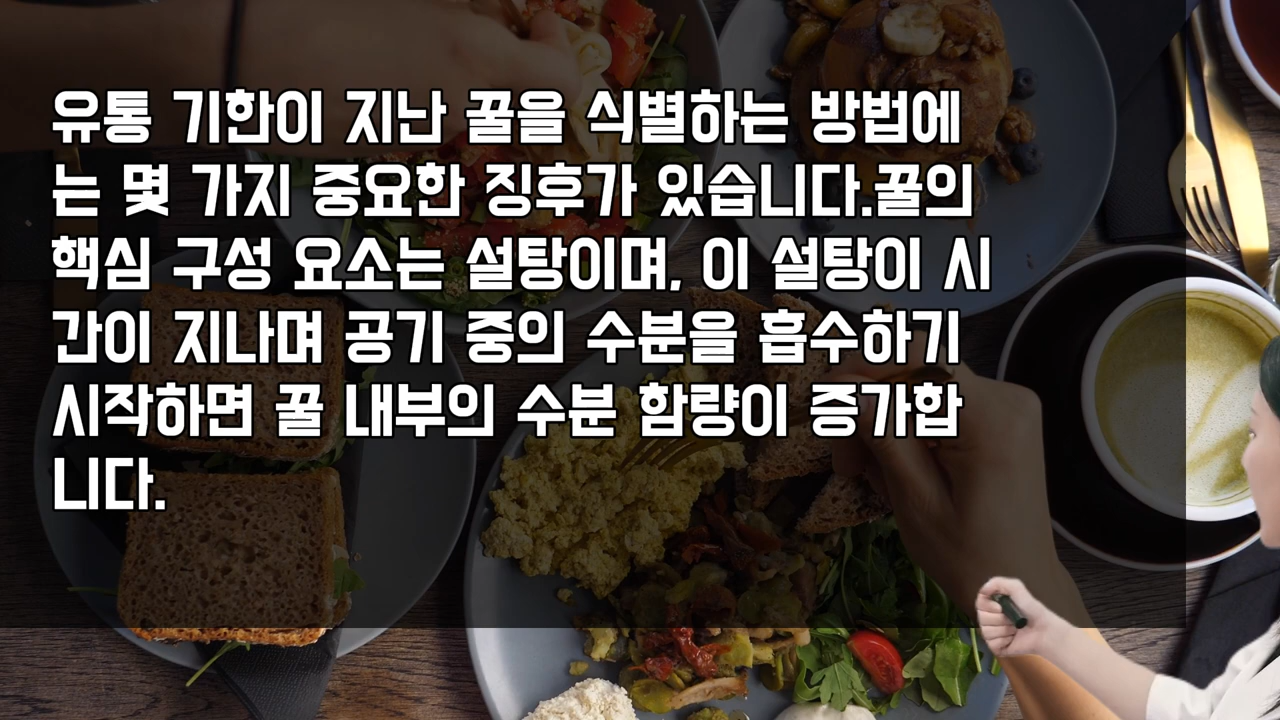 유통 기한이 지난 꿀을 식별하는 방법에
는 몇 가지 중요한 징후가 있습니다.꿀의
핵심 구성 요소는 설탕이며, 이 설탕이 시
간이 지나며 공기 중의 수분을 흡수하기
시작하면 꿀 내부의 수분 함량이 증가합
니다.